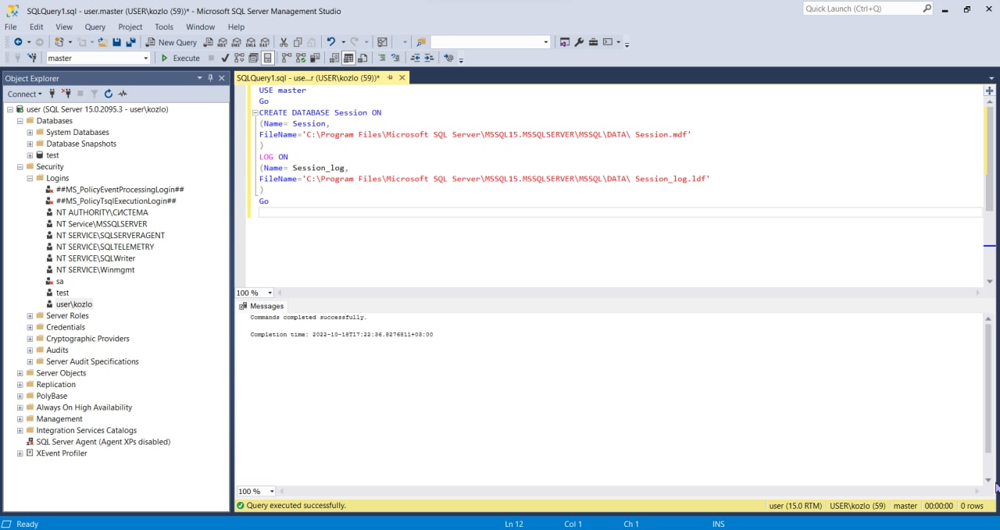 SQLQuery1.sql - user.master (USER\kozlo (59))* - Microsoft SQL Server Management Studio
Quick Launch (Ctrl+Q)
File Edit View Query Project Tools Window Help
New Query
master
Execute
Object Explorer
SQLQuery1.sql - use...r (USER\kozlo (59))*
Connect
user (SQL Server 15.0.2095.3 - user\kozlo)
Databases
System Databases
Database Snapshots
test
Security
Logins
##MS_PolicyEventProcessingLogin##
##MS_PolicyTsqlExecutionLogin##
NT AUTHORITY\СИСТЕМА
NT Service\MSSQLSERVER
NT SERVICE\SQLSERVERAGENT
NT SERVICE\SQLTELEMETRY
NT SERVICE\SQLWriter
NT SERVICE\Winmgmt
sa
test
user\kozlo
Server Roles
Credentials
Cryptographic Providers
Audits
Server Audit Specifications
Server Objects
Replication
PolyBase
Always On High Availability
Management
Integration Services Catalogs
SQL Server Agent (Agent XPs disabled)
XEvent Profiler
USE master
Go
CREATE DATABASE Session ON
(Name= Session,
FileName='C:\Program Files\Microsoft SQL Server\MSSQL15.MSSQLSERVER\MSSQL\DATA\ Session.mdf'
)
LOG ON
(Name= Session_log,
FileName='C:\Program Files\Microsoft SQL Server\MSSQL15.MSSQLSERVER\MSSQL\DATA\ Session_log.ldf'
)
Go
100 %
Messages
Commands completed successfully.
Completion time: 2022-10-18T17:22:36.8276811+03:00
100 %
Query executed successfully.
user (15.0 RTM) USER\kozlo (59) master 00:00:00 0 rows
Ready Ln 12 Col 1 Ch 1 INS